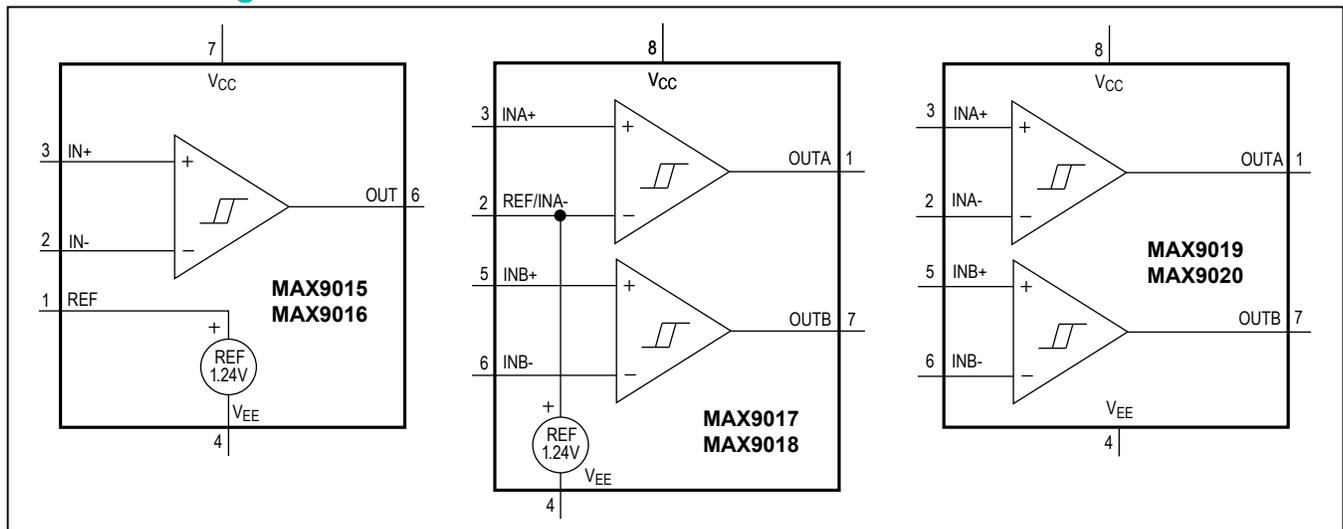 7
VCC
3 IN+
+
OUT 6
2 IN-
−
MAX9015
MAX9016
1 REF
+
REF
1.24V
VEE
4
8
VCC
3 INA+
+
OUTA 1
2 REF/INA-
−
5 INB+
+
OUTB 7
6 INB-
−
+
MAX9017
MAX9018
REF
1.24V
VEE
4
8
VCC
3 INA+
+
OUTA 1
2 INA-
−
MAX9019
MAX9020
5 INB+
+
OUTB 7
6 INB-
−
VEE
4